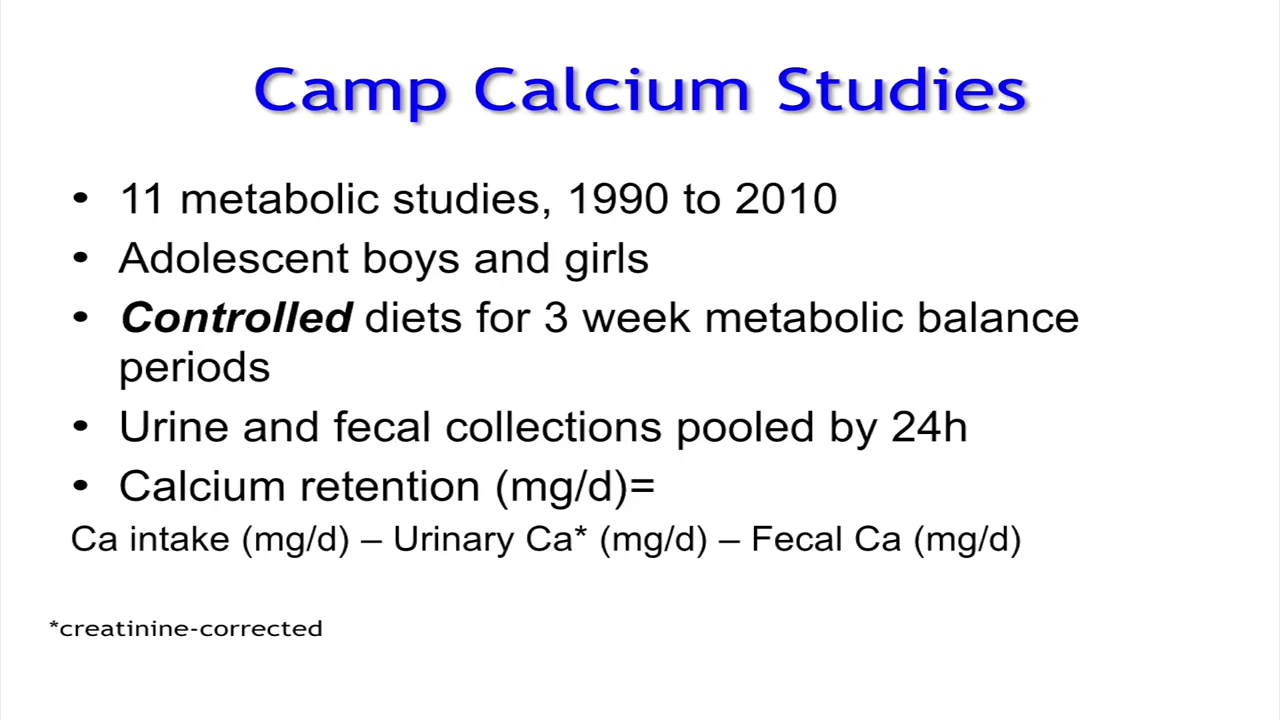 Camp Calcium Studies
• 11 metabolic studies, 1990 to 2010
• Adolescent boys and girls
• Controlled diets for 3 week metabolic balance
periods
• Urine and fecal collections pooled by 24h
• Calcium retention (mg/d)=
Ca intake (mg/d) – Urinary Ca* (mg/d) – Fecal Ca (mg/d)
*creatinine-corrected